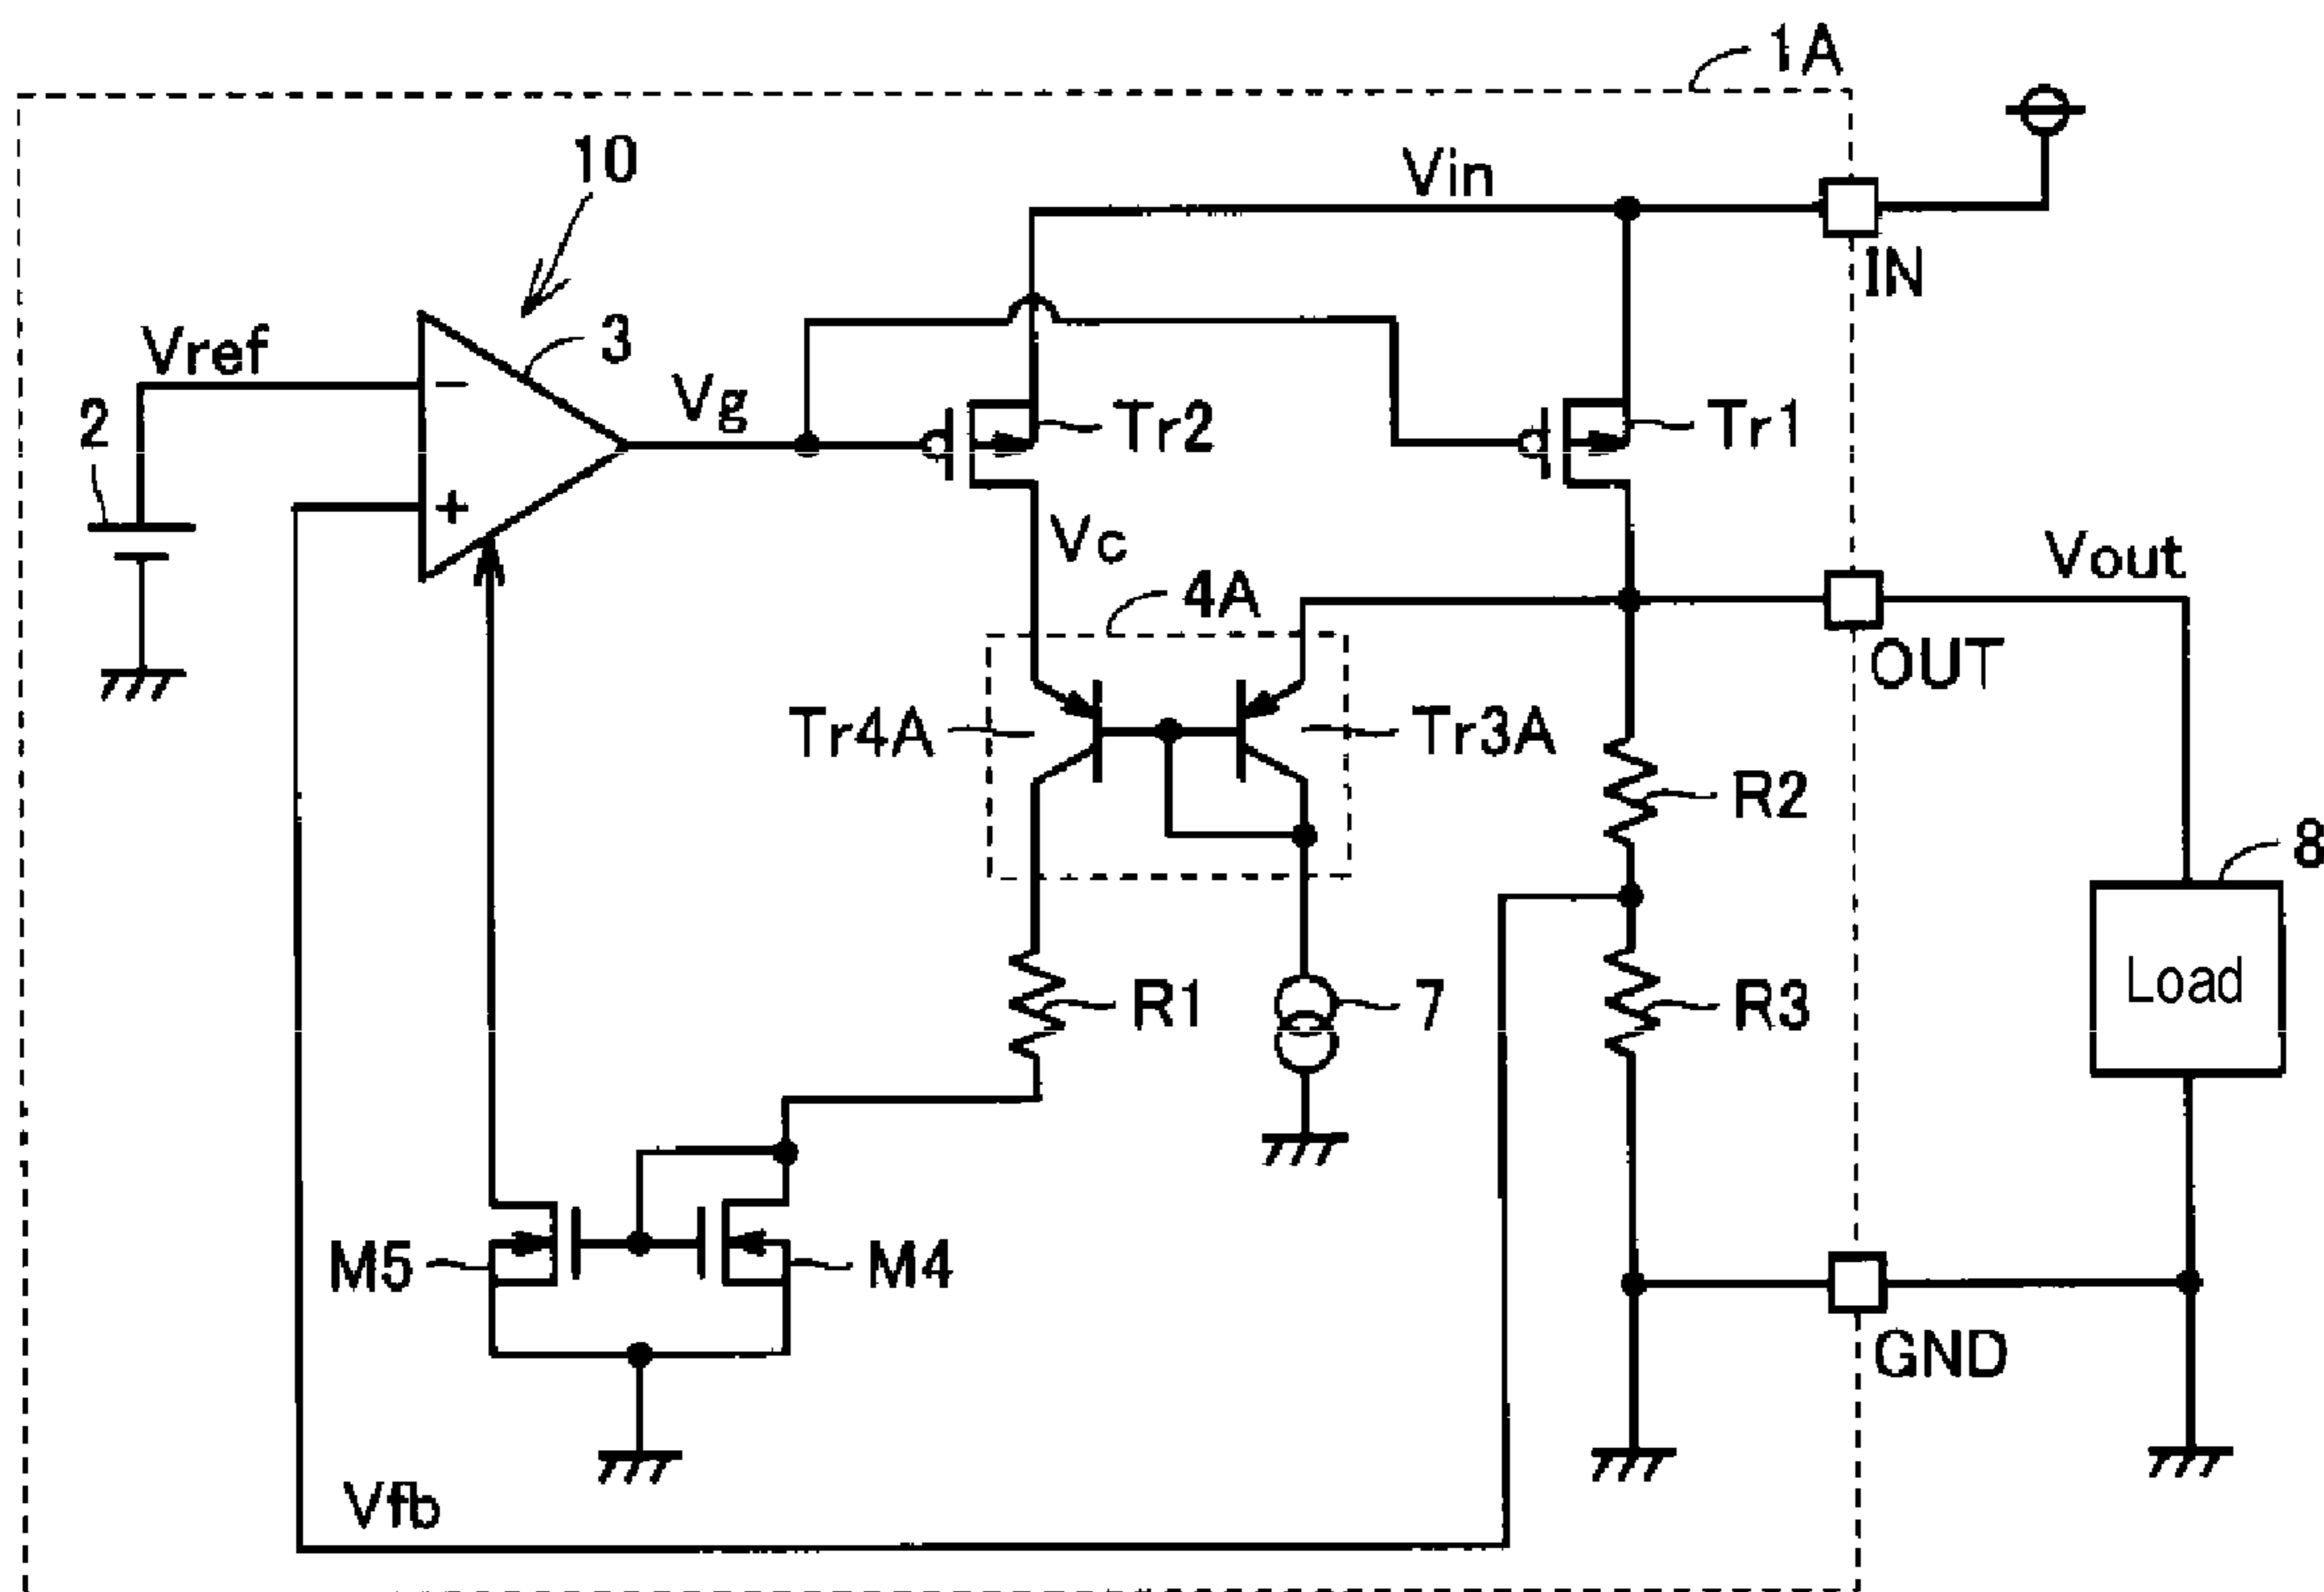 1A
10
Vin
IN
Vref
3
Vg
2
Tr2
Tr1
−
+
Vc
Vout
4A
OUT
Tr4A
Tr3A
R2
8
R1
7
R3
Load
M5
M4
GND
Vfb